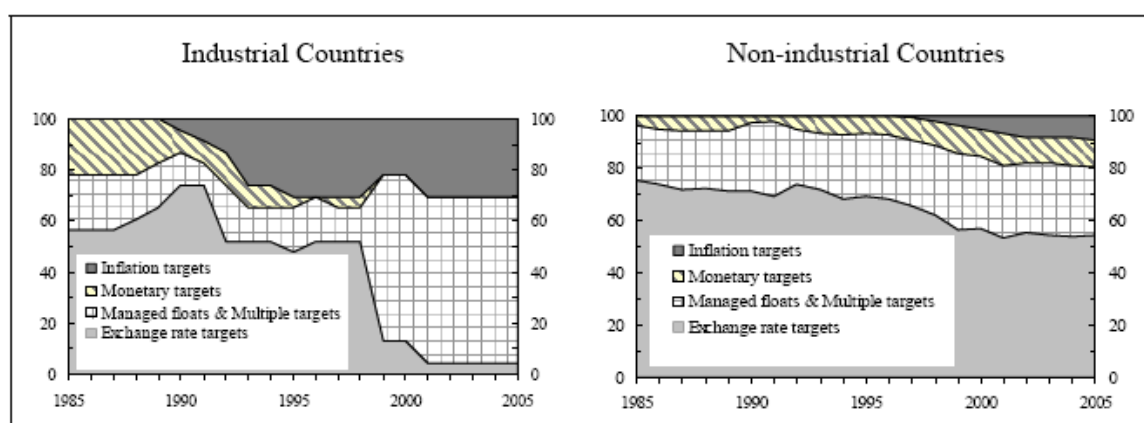 Industrial Countries
100
80
60
40
20
0
100
80
60
40
20
0
Inflation targets
Monetary targets
Managed floats & Multiple targets
Exchange rate targets
1985 1990 1995 2000 2005
Non-industrial Countries
100
80
60
40
20
0
100
80
60
40
20
0
Inflation targets
Monetary targets
Managed floats & Multiple targets
Exchange rate targets
1985 1990 1995 2000 2005